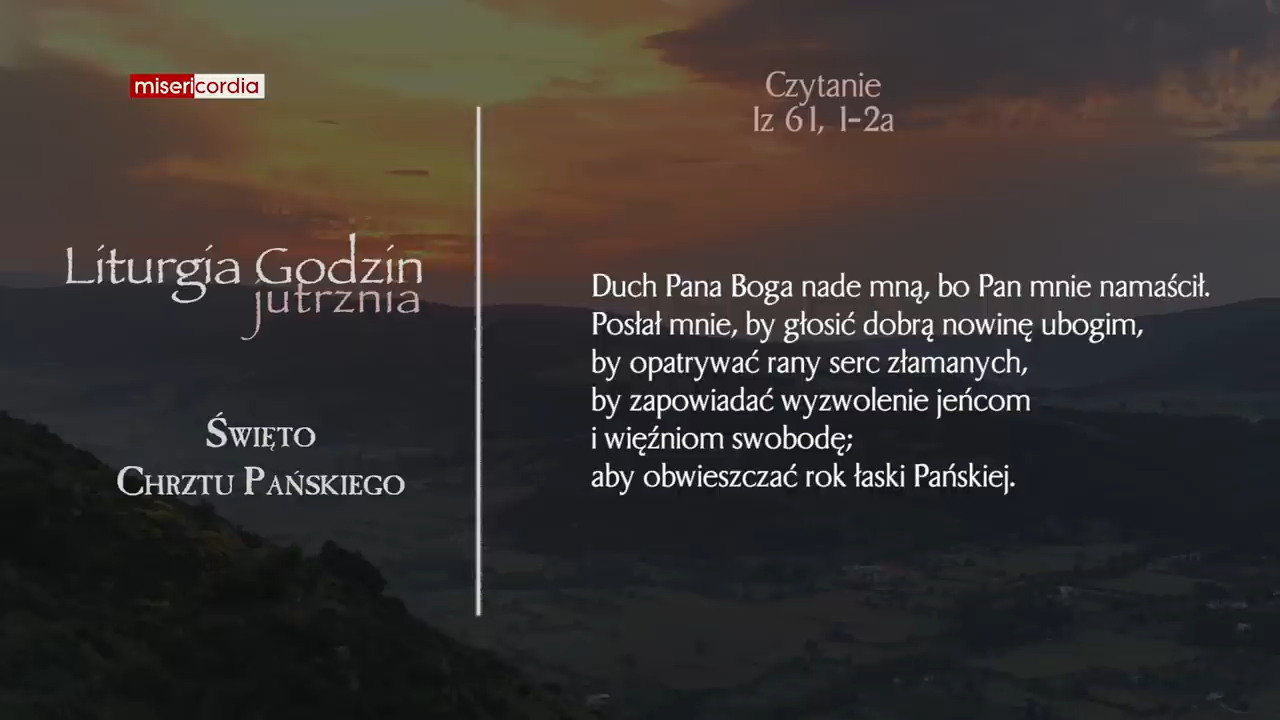 misericordia
Liturgia Godzin
jutrznia
Święto
Chrztu Pańskiego
Czytanie
Iz 61, 1-2a
Duch Pana Boga nade mną, bo Pan mnie namaścił.
Posłał mnie, by głosić dobrą nowinę ubogim,
by opatrywać rany serc złamanych,
by zapowiadać wyzwolenie jeńcom
i więźniom swobodę;
aby obwieszczać rok łaski Pańskiej.